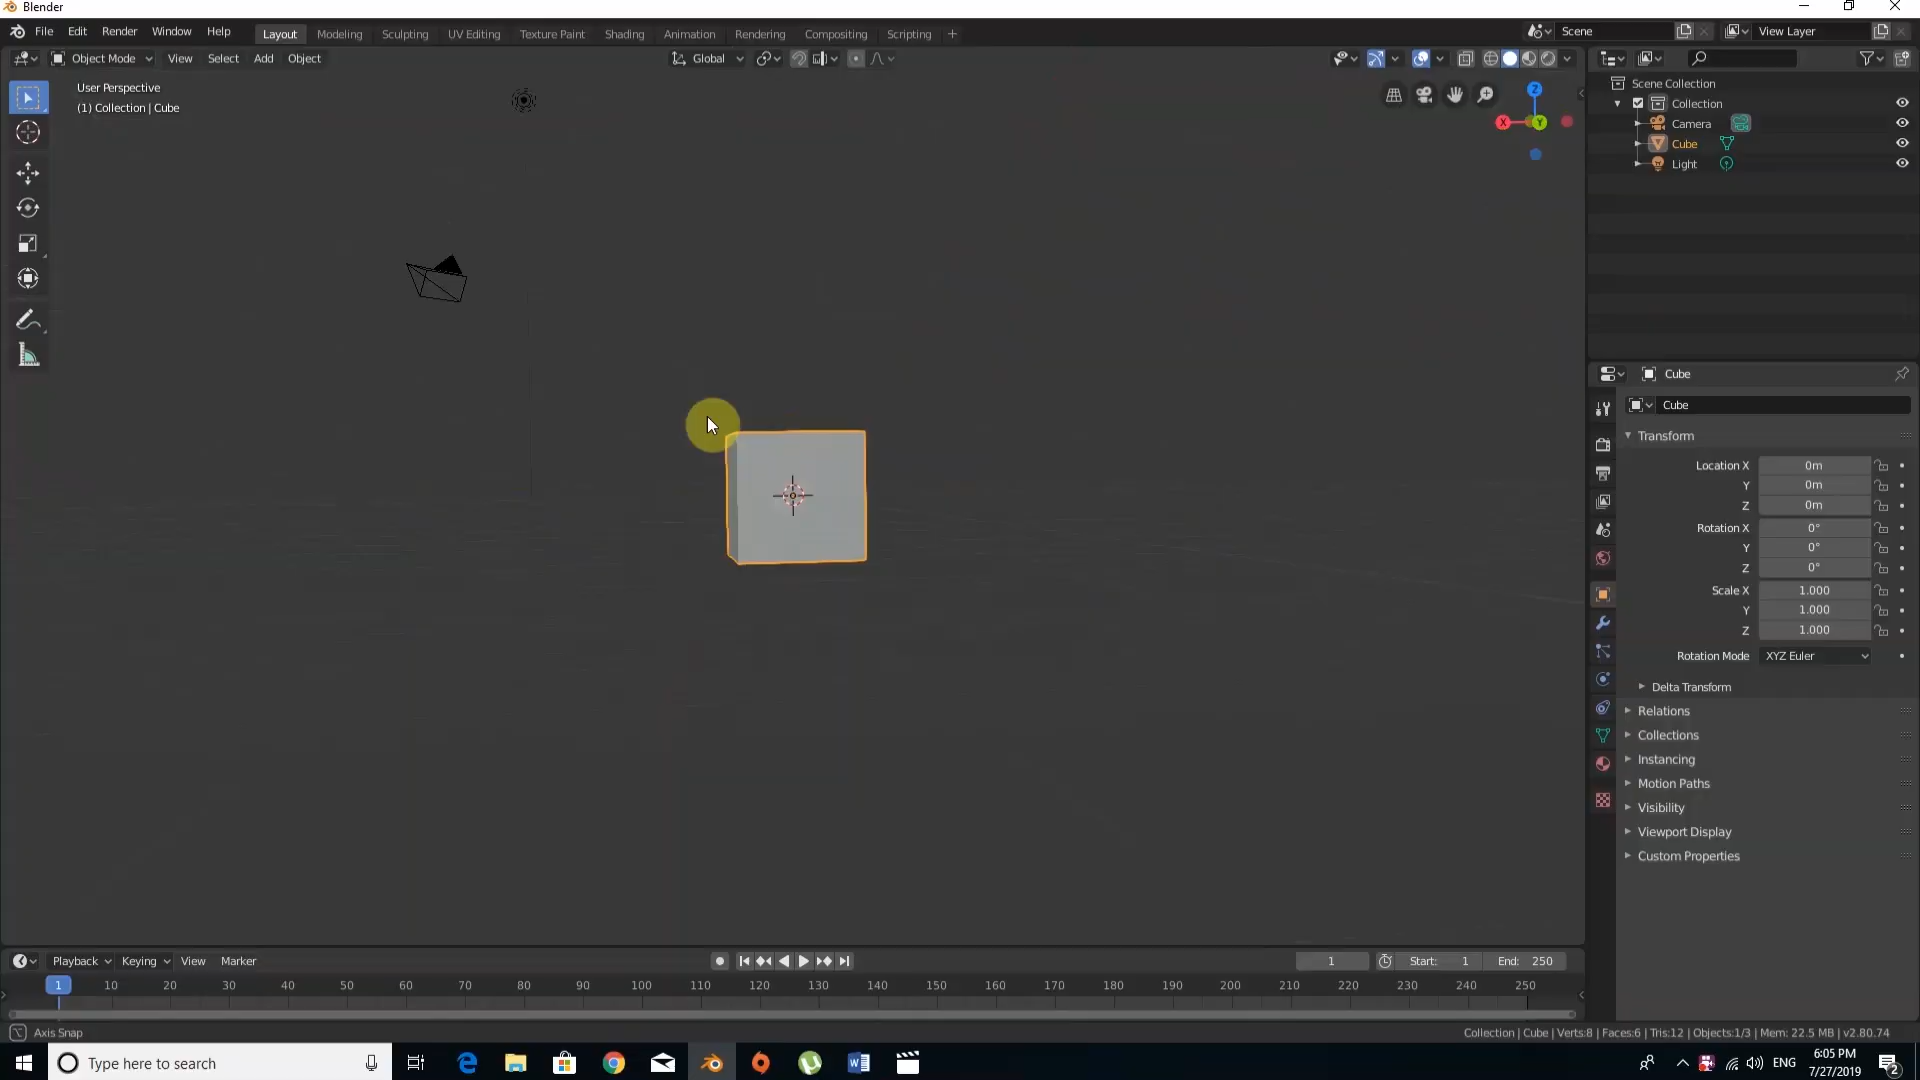 Blender
File Edit Render Window Help Layout Modeling Sculpting UV Editing Texture Paint Shading Animation Rendering Compositing Scripting + Scene View Layer
Object Mode View Select Add Object Global
User Perspective
(1) Collection | Cube
Z
X Y
Scene Collection
Collection
Camera
Cube
Light
Cube
Cube
Transform
Location X 0m
Y 0m
Z 0m
Rotation X 0°
Y 0°
Z 0°
Scale X 1.000
Y 1.000
Z 1.000
Rotation Mode XYZ Euler
Delta Transform
Relations
Collections
Instancing
Motion Paths
Visibility
Viewport Display
Custom Properties
Playback Keying View Marker 1 Start: 1 End: 250
1 10 20 30 40 50 60 70 80 90 100 110 120 130 140 150 160 170 180 190 200 210 220 230 240 250
Axis Snap Collection | Cube | Verts:8 | Faces:6 | Tris:12 | Objects:1/3 | Mem: 22.5 MB | v2.80.74
Type here to search ENG 6:05 PM
7/27/2019 2